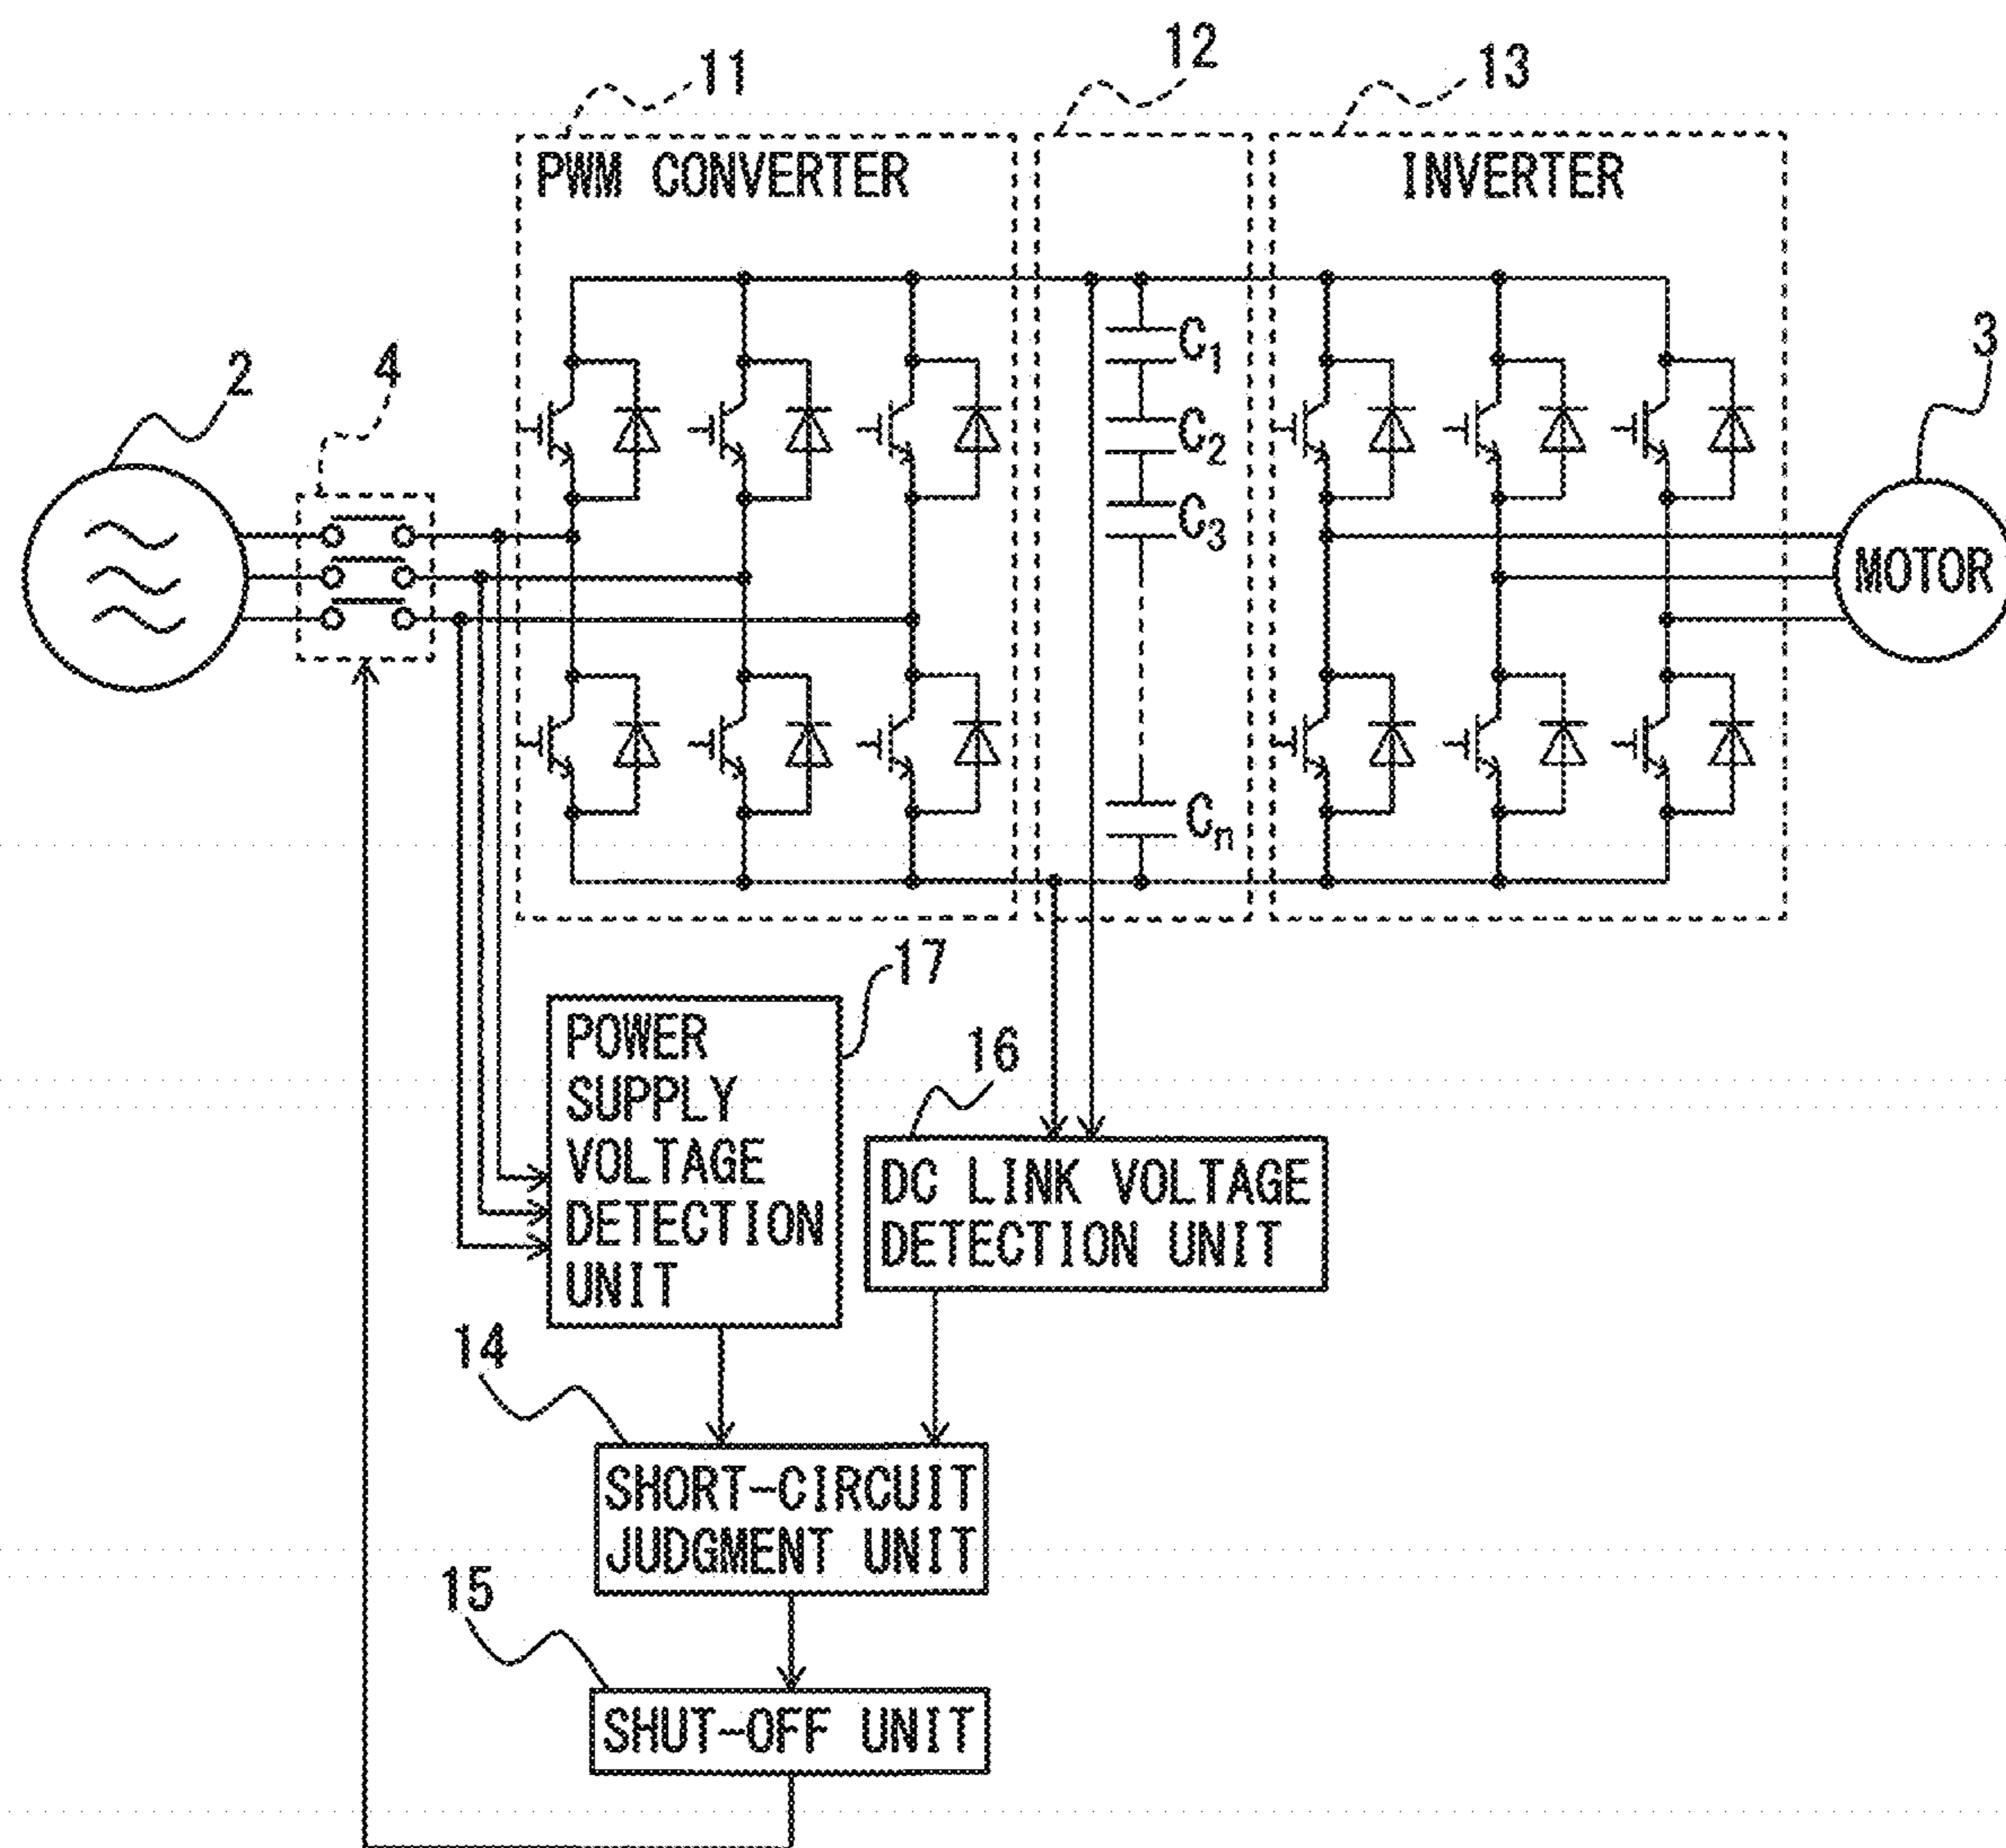 11
12
13
PWM CONVERTER
INVERTER
2
4
3
C1
C2
C3
Cn
MOTOR
17
POWER
SUPPLY
VOLTAGE
DETECTION
UNIT
16
DC LINK VOLTAGE
DETECTION UNIT
14
SHORT-CIRCUIT
JUDGMENT UNIT
15
SHUT-OFF UNIT